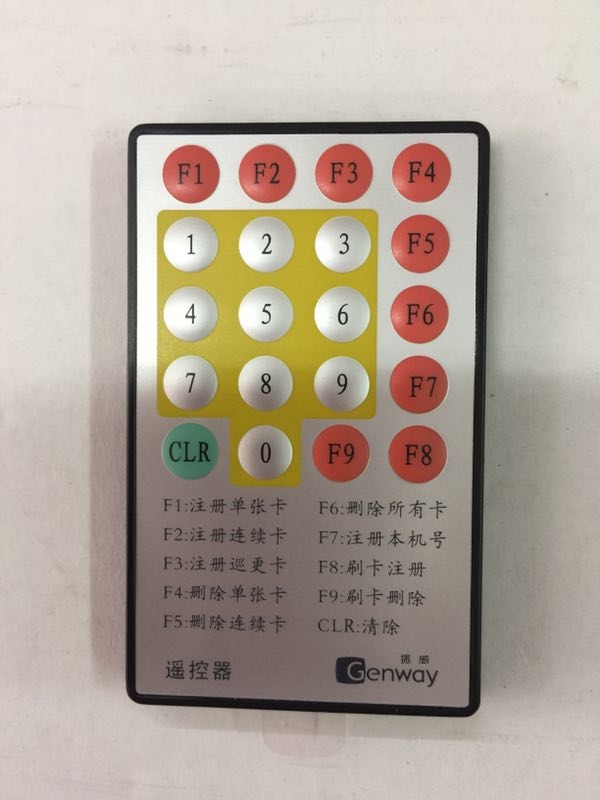 F1 F2 F3 F4
1 2 3 F5
4 5 6 F6
7 8 9 F7
CLR 0 F9 F8
F1:注册单张卡
F2:注册连续卡
F3:注册巡更卡
F4:删除单张卡
F5:删除连续卡
F6:删除所有卡
F7:注册本机号
F8:刷卡注册
F9:刷卡删除
CLR:清除
遥控器
振威
Genway